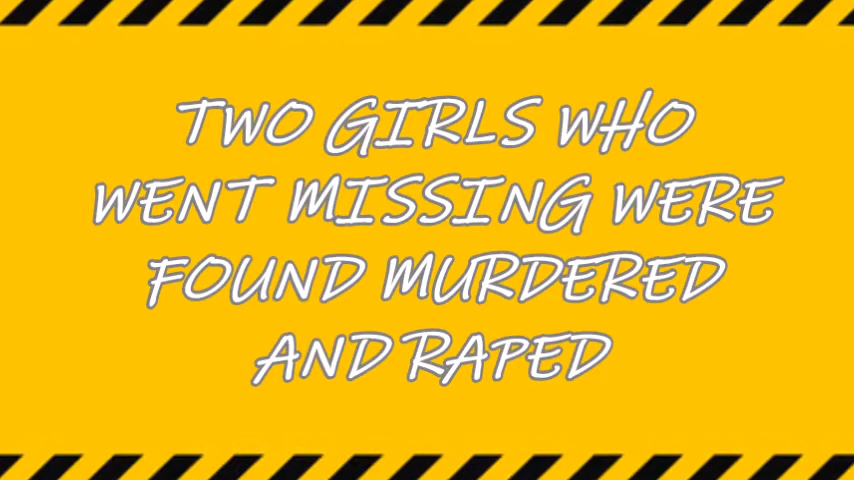 TWO GIRLS WHO
WENT MISSING WERE
FOUND MURDERED
AND RAPED